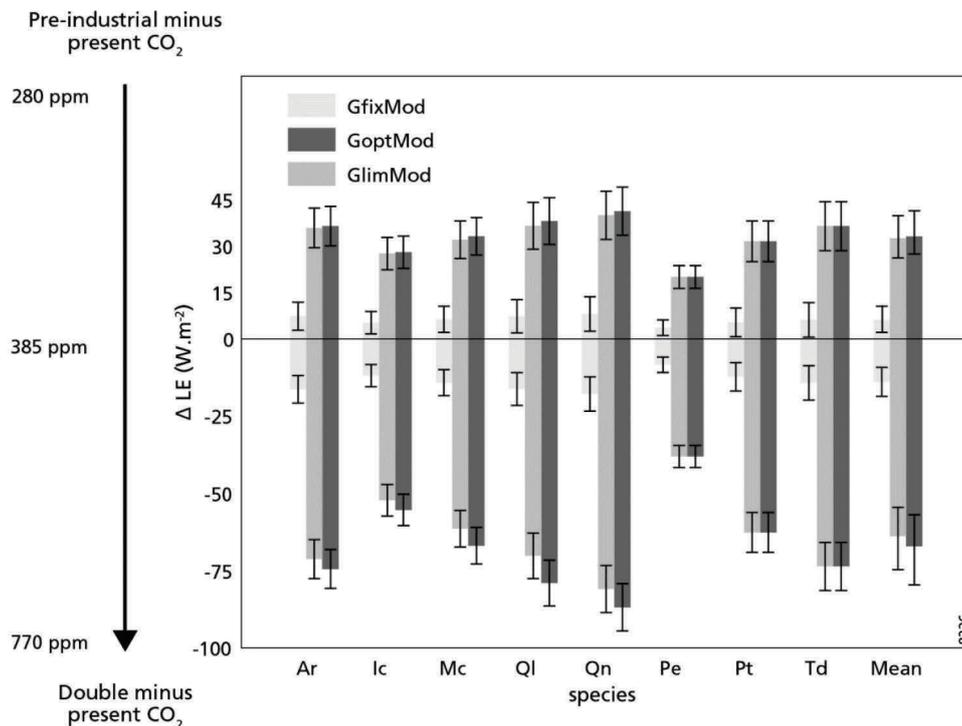 Pre-industrial minus
present CO₂
280 ppm
385 ppm
770 ppm
Double minus
present CO₂
GfixMod
GoptMod
GlimMod
Δ LE (W.m⁻²)
45
30
15
0
-25
-50
-75
-100
Ar Ic Mc Ql Qn Pe Pt Td Mean
species